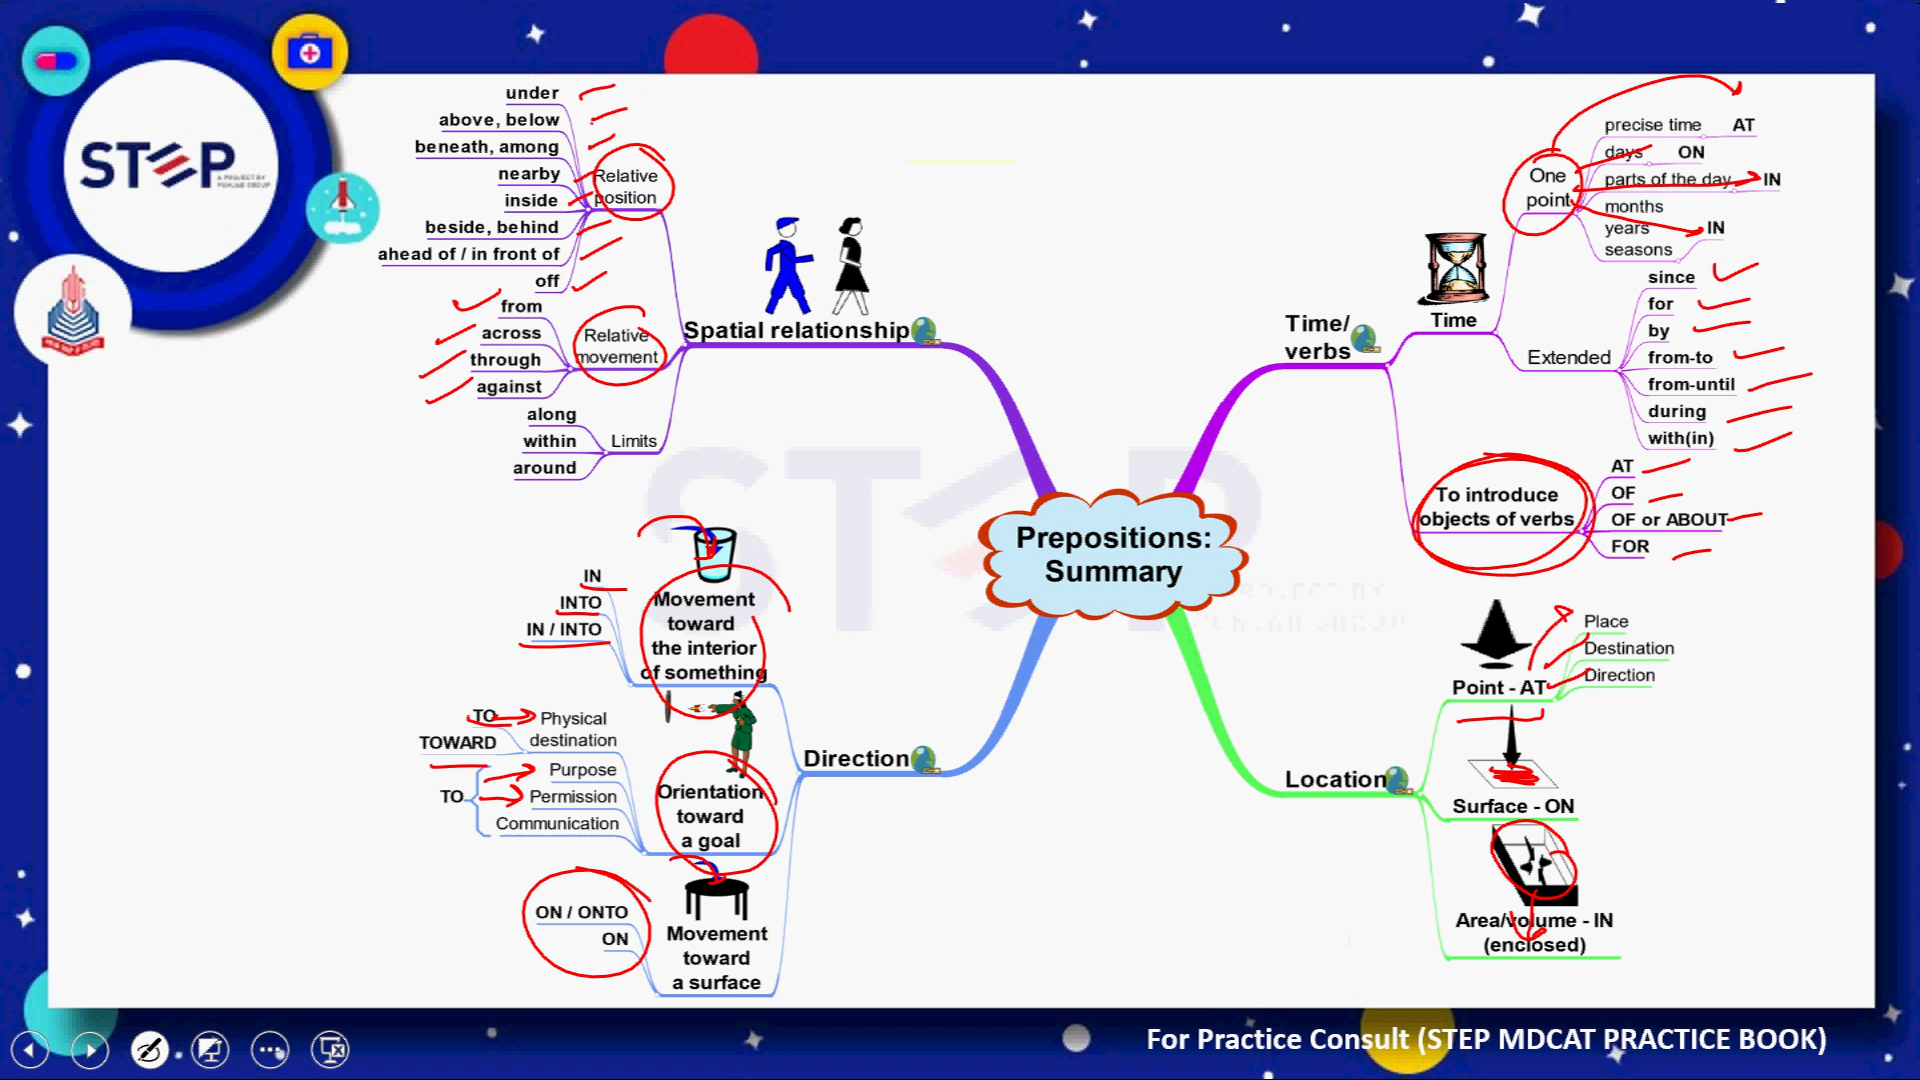 STEP
A PROJECT BY
PUNJAB GROUP
under
above, below
beneath, among
nearby
inside
beside, behind
ahead of / in front of
off
Relative
position
from
across
through
against
Relative
movement
along
within
around
Limits
Spatial relationship
IN
INTO
IN / INTO
Movement
toward
the interior
of something
TO
TOWARD
Physical
destination
TO
Purpose
Permission
Communication
Orientation
toward
a goal
ON / ONTO
ON
Movement
toward
a surface
Direction
Prepositions:
Summary
Time/
verbs
Time
One
point
precise time AT
days ON
parts of the day IN
months
years IN
seasons
Extended
since
for
by
from-to
from-until
during
with(in)
To introduce
objects of verbs
AT
OF
OF or ABOUT
FOR
Location
Point - AT
Place
Destination
Direction
Surface - ON
Area/volume - IN
(enclosed)
STEP
For Practice Consult (STEP MDCAT PRACTICE BOOK)